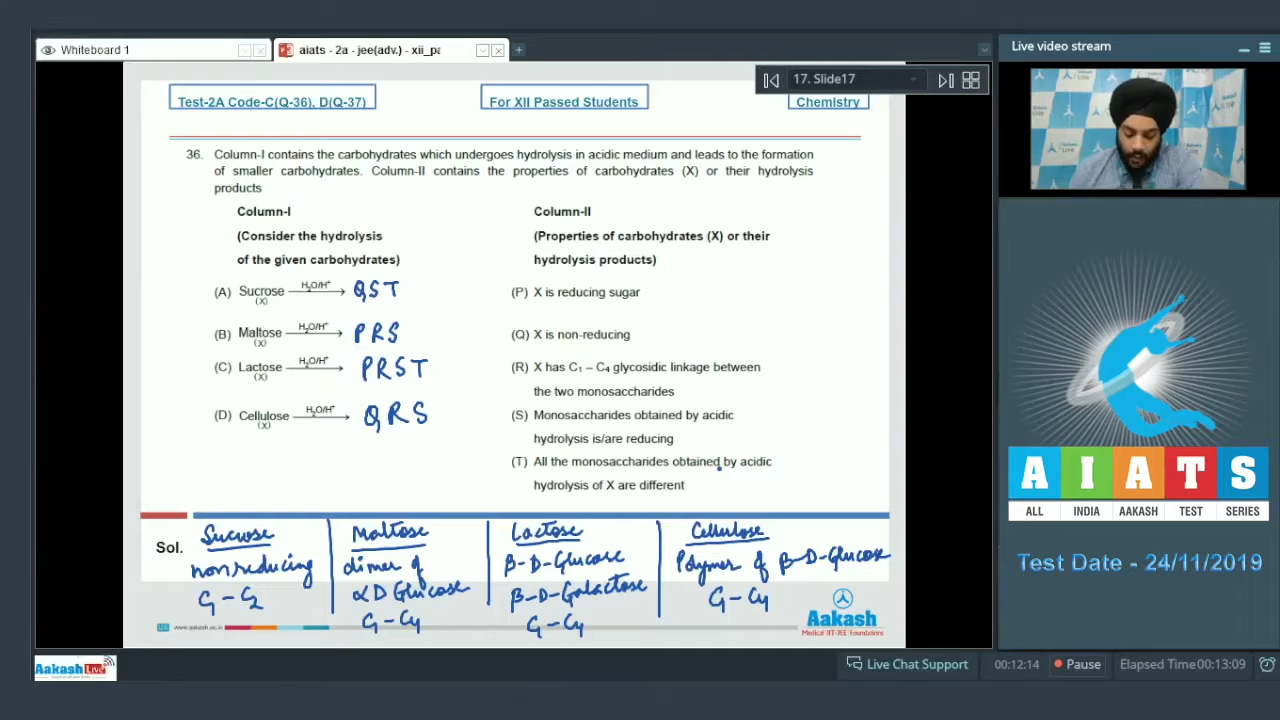 Whiteboard 1
aiats - 2a - jee(adv.) - xii_pa
Live video stream
17. Slide17
Test-2A Code-C(Q-36), D(Q-37)
For XII Passed Students
Chemistry
36. Column-I contains the carbohydrates which undergoes hydrolysis in acidic medium and leads to the formation
of smaller carbohydrates. Column-II contains the properties of carbohydrates (X) or their hydrolysis
products
Column-I
Column-II
(Consider the hydrolysis
(Properties of carbohydrates (X) or their
of the given carbohydrates)
hydrolysis products)
(A) Sucrose (X) H₂O/H⁺ → QST
(P) X is reducing sugar
(B) Maltose (X) H₂O/H⁺ → PRS
(Q) X is non-reducing
(C) Lactose (X) H₂O/H⁺ → PRST
(R) X has C₁ – C₄ glycosidic linkage between
the two monosaccharides
(D) Cellulose (X) H₂O/H⁺ → QRS
(S) Monosaccharides obtained by acidic
hydrolysis is/are reducing
(T) All the monosaccharides obtained by acidic
hydrolysis of X are different
Sol.
Sucrose
nonreducing
C₁ – C₂
Maltose
dimer of
α D Glucose
C₁ – C₄
Lactose
β-D-Glucose
β-D-Galactose
C₁ – C₄
Cellulose
Polymer of β-D-Glucose
C₁ – C₄
www.aakash.ac.in
Aakash
Medical|IIT-JEE|Foundations
AIATS
ALL INDIA AAKASH TEST SERIES
Test Date - 24/11/2019
Aakash Live
Live Chat Support
00:12:14
Pause
Elapsed Time 00:13:09